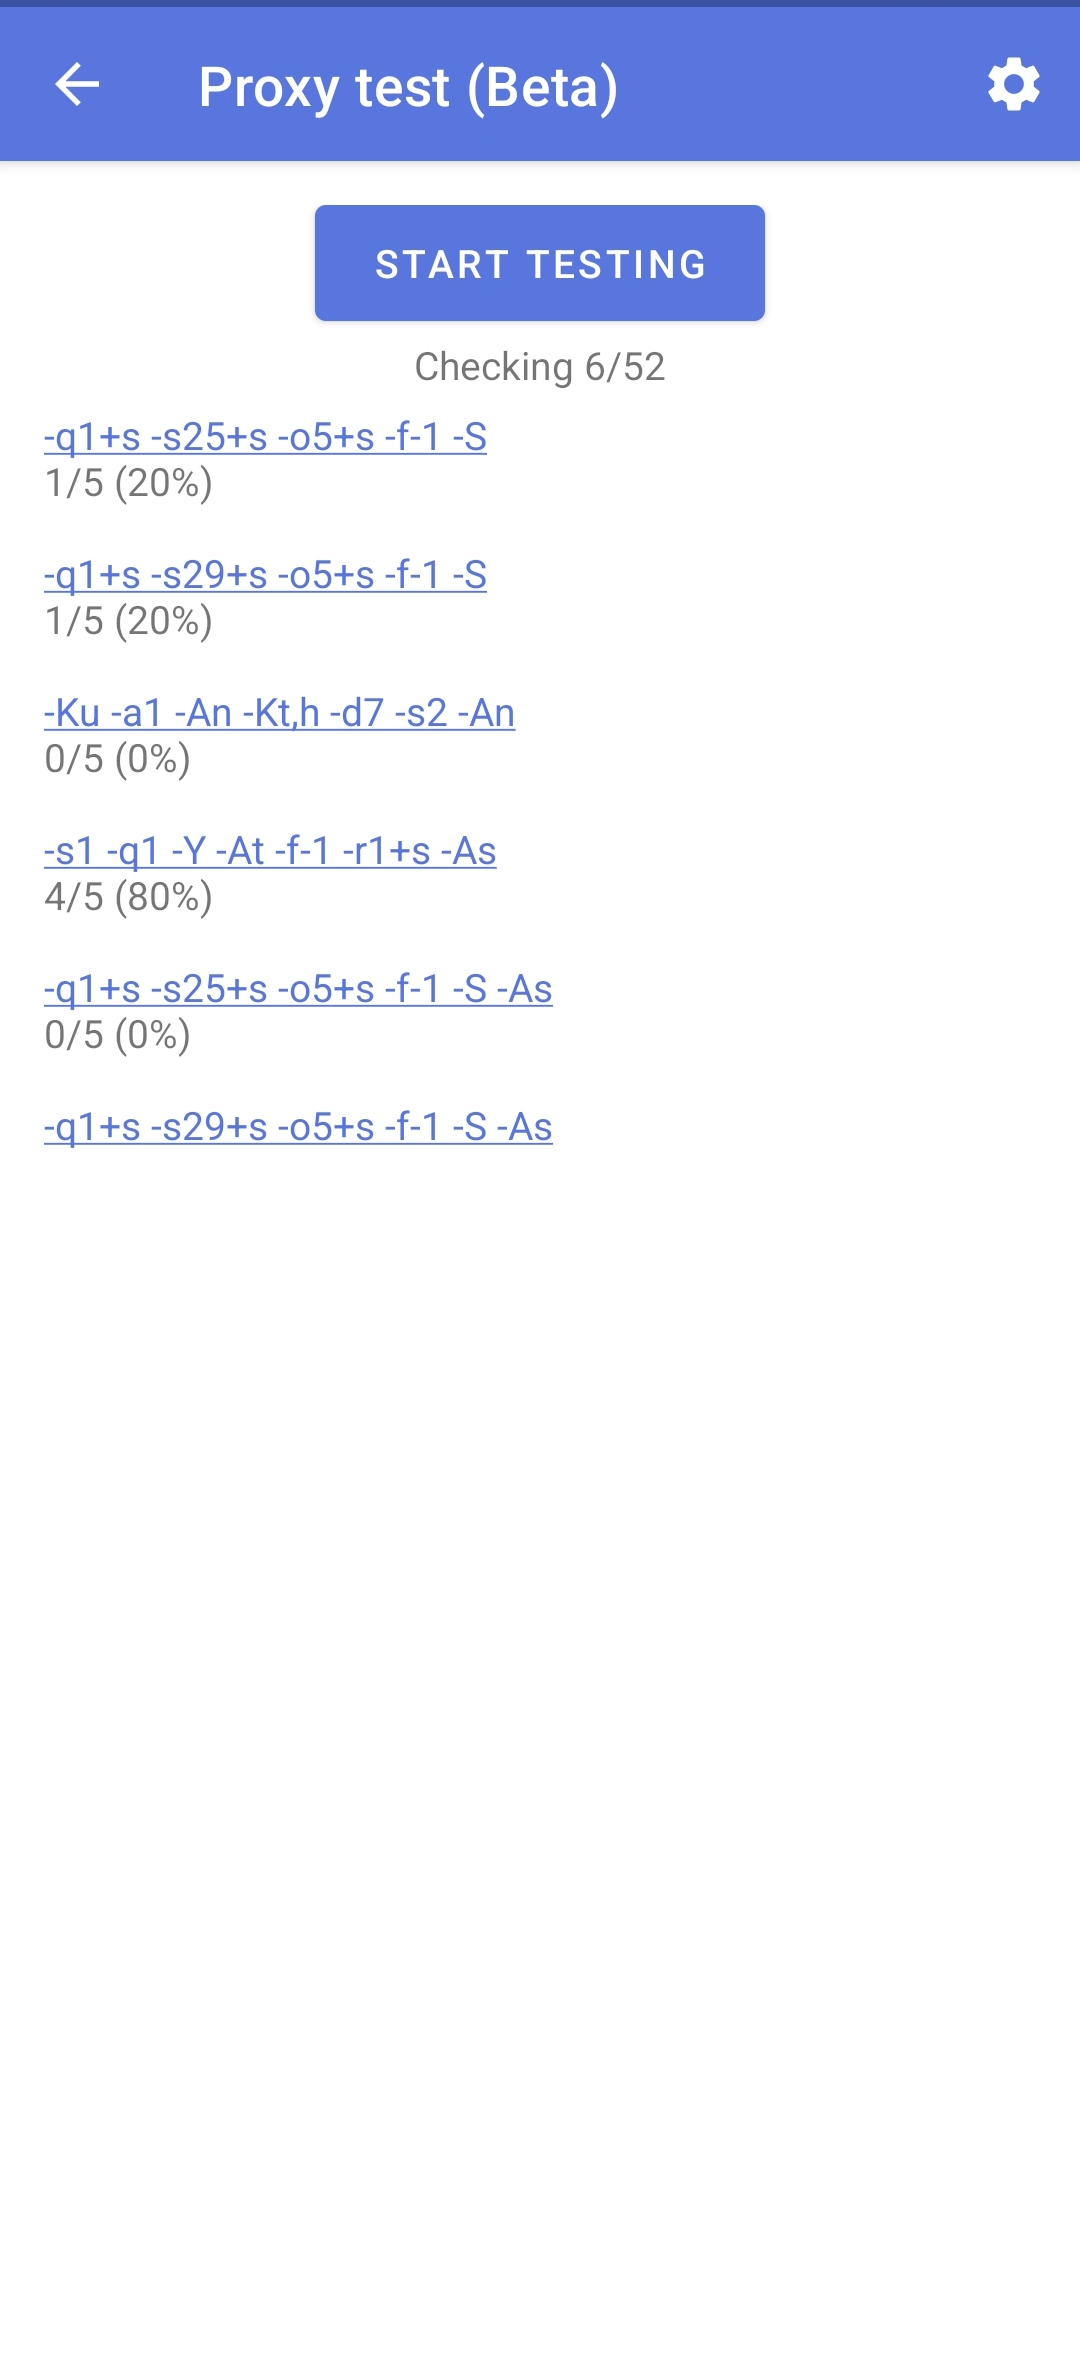 Proxy test (Beta)
START TESTING
Checking 6/52
-q1+s -s25+s -o5+s -f-1 -S
1/5 (20%)
-q1+s -s29+s -o5+s -f-1 -S
1/5 (20%)
-Ku -a1 -An -Kt,h -d7 -s2 -An
0/5 (0%)
-s1 -q1 -Y -At -f-1 -r1+s -As
4/5 (80%)
-q1+s -s25+s -o5+s -f-1 -S -As
0/5 (0%)
-q1+s -s29+s -o5+s -f-1 -S -As